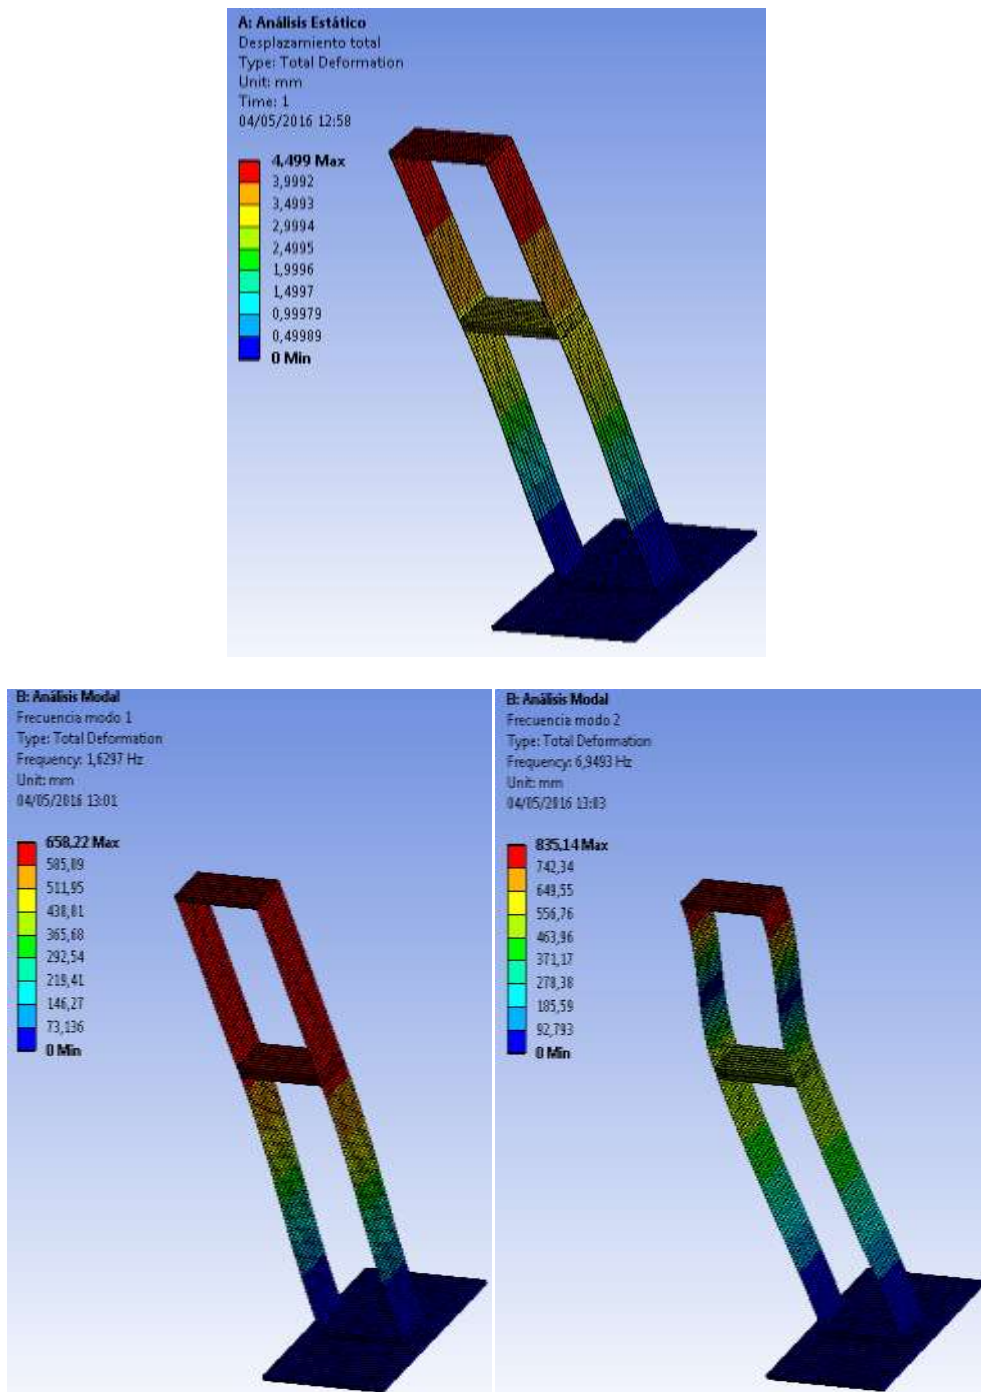 A: Análisis Estático
Desplazamiento total
Type: Total Deformation
Unit: mm
Time: 1
04/05/2016 12:58
4,499 Max
3,9992
3,4993
2,9994
2,4995
1,9996
1,4997
0,99979
0,49989
0 Min
B: Análisis Modal
Frecuencia modo 1
Type: Total Deformation
Frequency: 1,6297 Hz
Unit: mm
04/05/2016 13:01
658,22 Max
585,09
511,95
438,81
365,68
292,54
219,41
146,27
73,136
0 Min
B: Análisis Modal
Frecuencia modo 2
Type: Total Deformation
Frequency: 6,9493 Hz
Unit: mm
04/05/2016 13:03
835,14 Max
742,34
649,55
556,76
463,96
371,17
278,38
185,59
92,793
0 Min